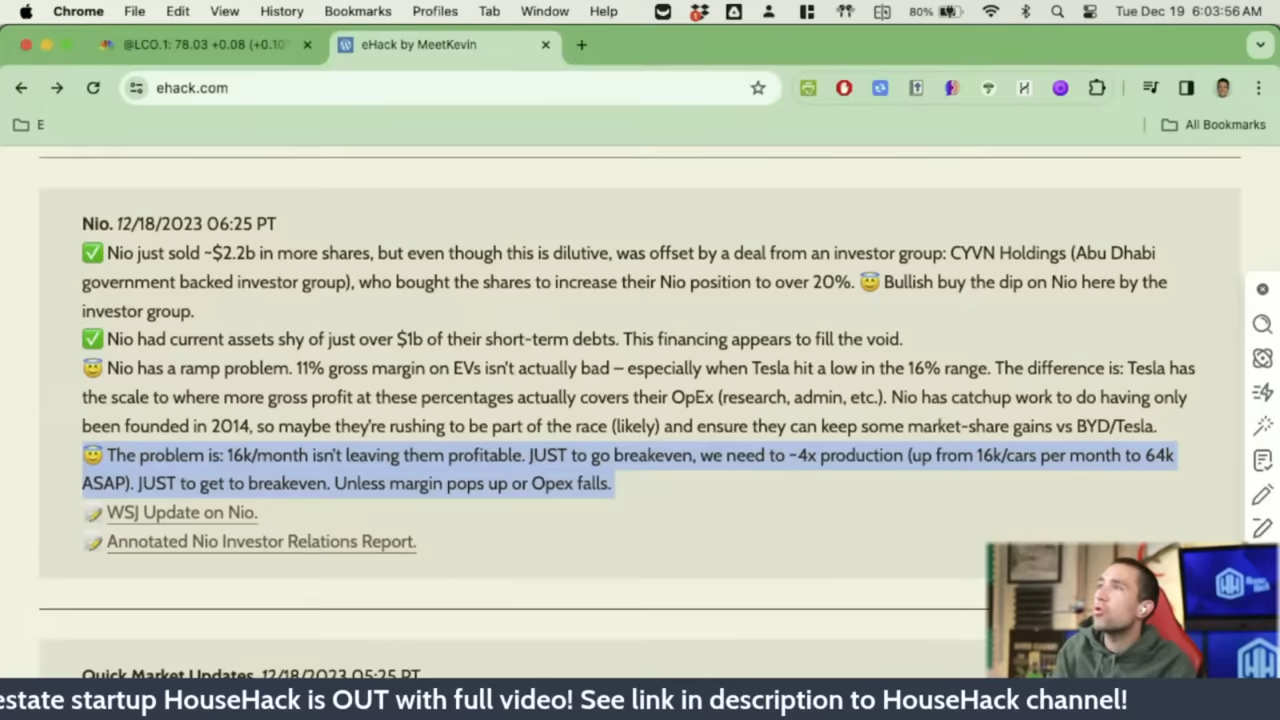 Chrome File Edit View History Bookmarks Profiles Tab Window Help 80% Tue Dec 19 6:03:56 AM
@LCO.1: 78.03 +0.08 (+0.10 eHack by MeetKevin
ehack.com
E All Bookmarks
Nio. 12/18/2023 06:25 PT
✅ Nio just sold ~$2.2b in more shares, but even though this is dilutive, was offset by a deal from an investor group: CYVN Holdings (Abu Dhabi
government backed investor group), who bought the shares to increase their Nio position to over 20%. 😇 Bullish buy the dip on Nio here by the
investor group.
✅ Nio had current assets shy of just over $1b of their short-term debts. This financing appears to fill the void.
😇 Nio has a ramp problem. 11% gross margin on EVs isn't actually bad – especially when Tesla hit a low in the 16% range. The difference is: Tesla has
the scale to where more gross profit at these percentages actually covers their OpEx (research, admin, etc.). Nio has catchup work to do having only
been founded in 2014, so maybe they're rushing to be part of the race (likely) and ensure they can keep some market-share gains vs BYD/Tesla.
😇 The problem is: 16k/month isn't leaving them profitable. JUST to go breakeven, we need to ~4x production (up from 16k/cars per month to 64k
ASAP). JUST to get to breakeven. Unless margin pops up or Opex falls.
📝 WSJ Update on Nio.
📝 Annotated Nio Investor Relations Report.
Quick Market Updates. 12/18/2023 05:25 PT
estate startup HouseHack is OUT with full video! See link in description to HouseHack channel!